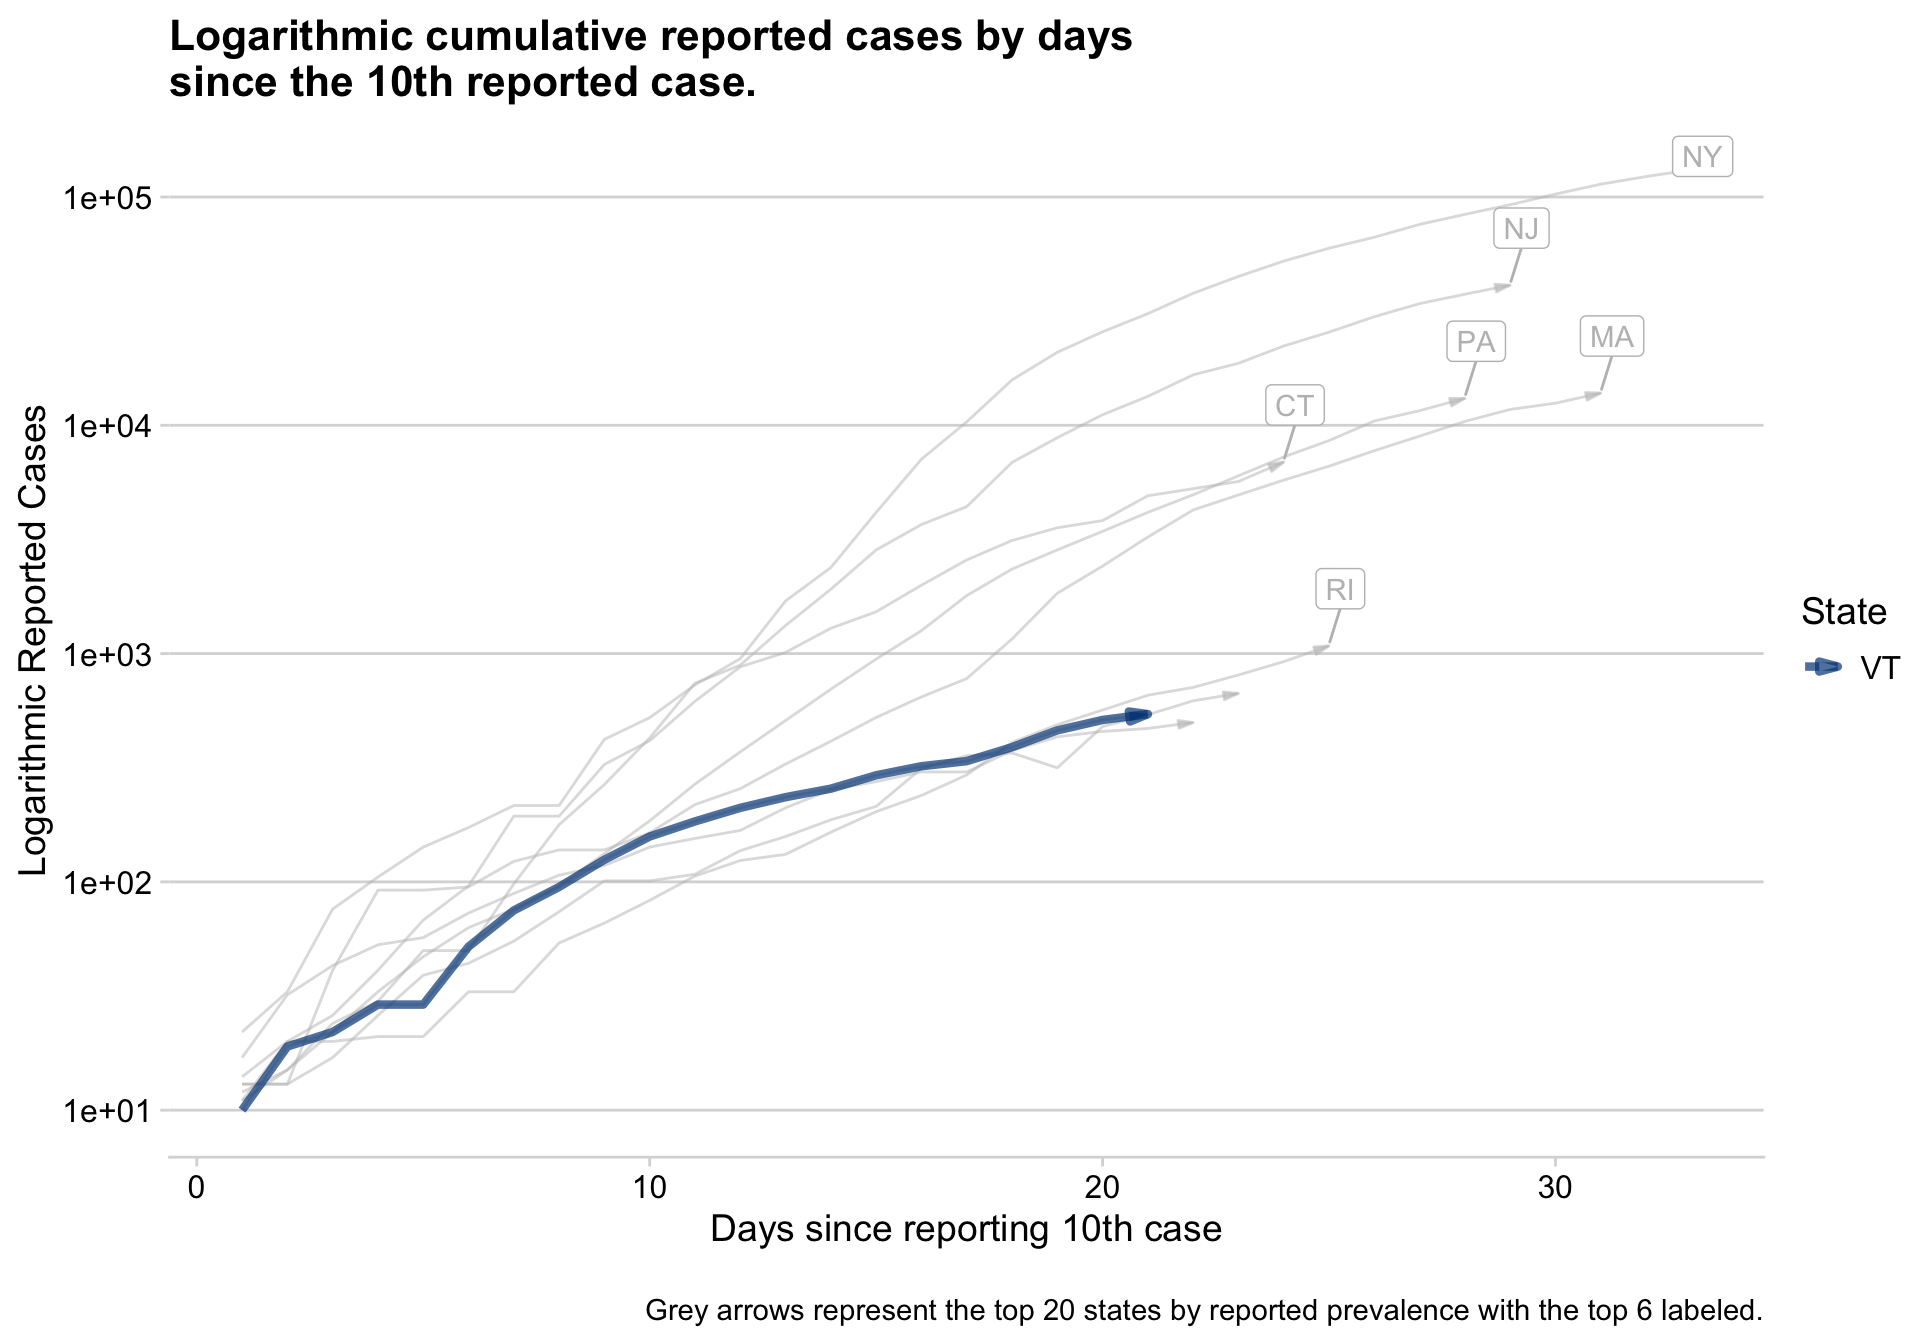 Logarithmic cumulative reported cases by days
since the 10th reported case.
NY
1e+05
NJ
MA
PA
CT
1e+04
RI
1e+03
1e+02
1e+01
Logarithmic Reported Cases
State
VT
0 10 20 30
Days since reporting 10th case
Grey arrows represent the top 20 states by reported prevalence with the top 6 labeled.